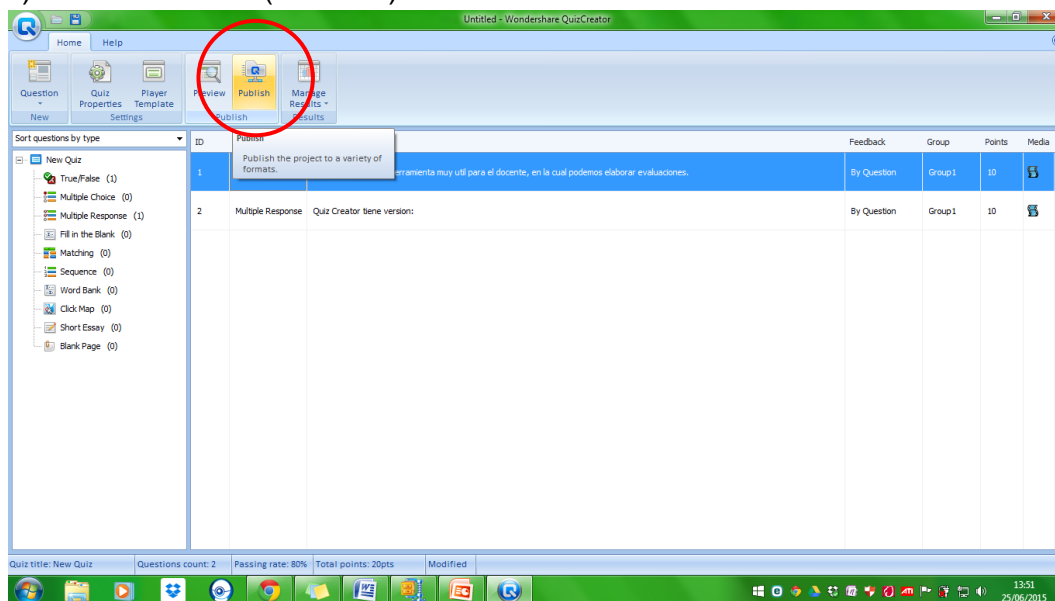 Untitled - Wondershare QuizCreator
Home Help
Question
Quiz Properties
Player Template
Preview
Publish
Manage Results
New
Settings
Publish
Results
Sort questions by type
ID
Feedback
Group
Points
Media
Publish
Publish the project to a variety of formats.
New Quiz
True/False (1)
Multiple Choice (0)
Multiple Response (1)
Fill in the Blank (0)
Matching (0)
Sequence (0)
Word Bank (0)
Click Map (0)
Short Essay (0)
Blank Page (0)
1 muy util para el docente, en la cual podemos elaborar evaluaciones. By Question Group1 10
2 Multiple Response Quiz Creator tiene version: By Question Group1 10
Quiz title: New Quiz Questions count: 2 Passing rate: 80% Total points: 20pts Modified
13:51
25/06/2015